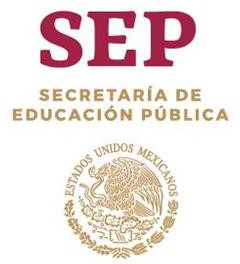 SEP
SECRETARÍA DE
EDUCACIÓN PÚBLICA
ESTADOS UNIDOS MEXICANOS